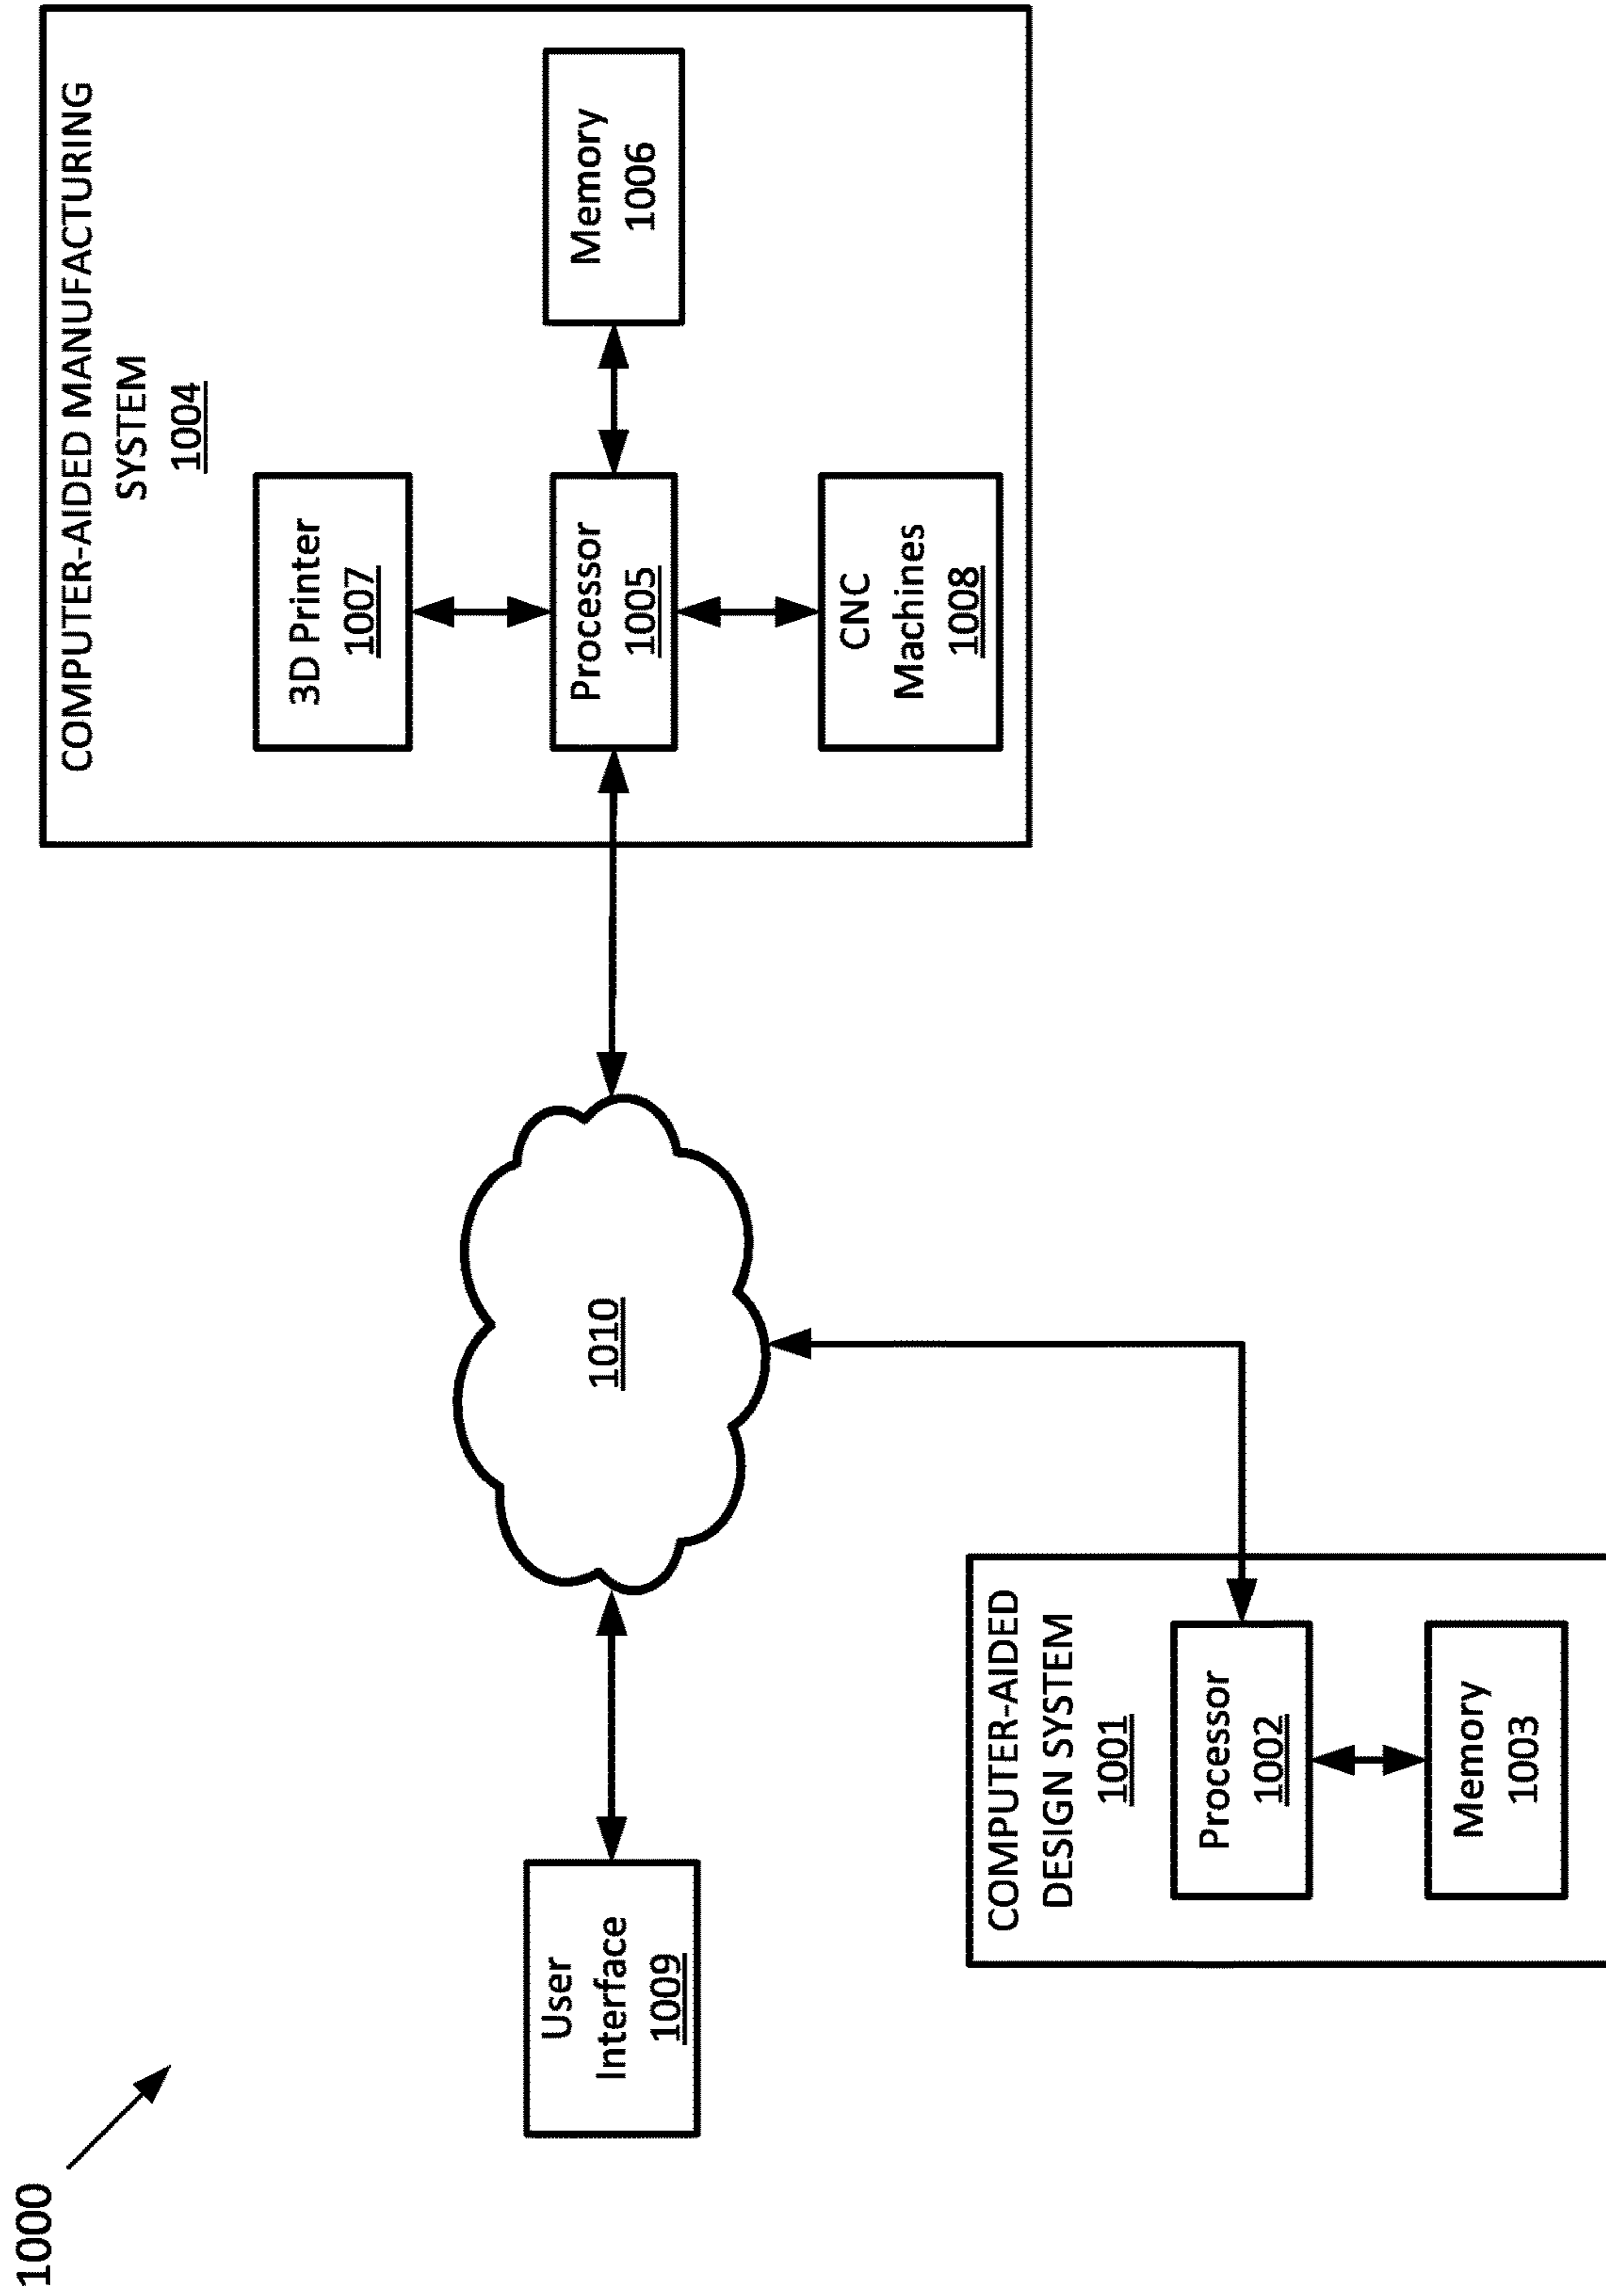 1000
COMPUTER-AIDED MANUFACTURING
SYSTEM
1004
3D Printer
1007
Processor
1005
Memory
1006
CNC
Machines
1008
User
Interface
1009
1010
COMPUTER-AIDED
DESIGN SYSTEM
1001
Processor
1002
Memory
1003